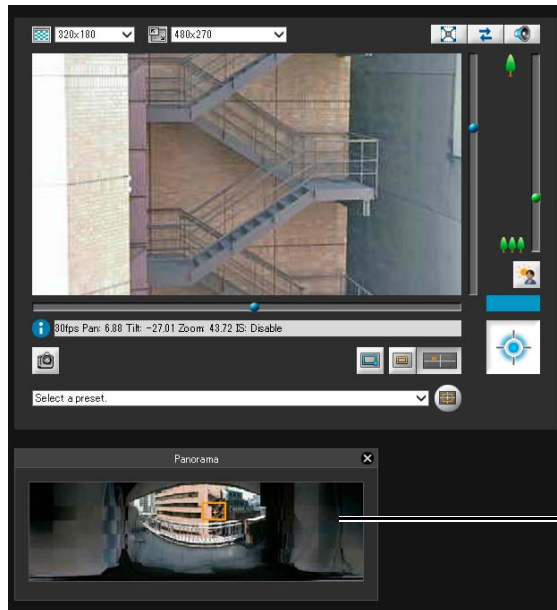 320x180 480x270
30fps Pan: 6.88 Tilt: -27.01 Zoom: 43.72 IS: Disable
Select a preset.
Panorama